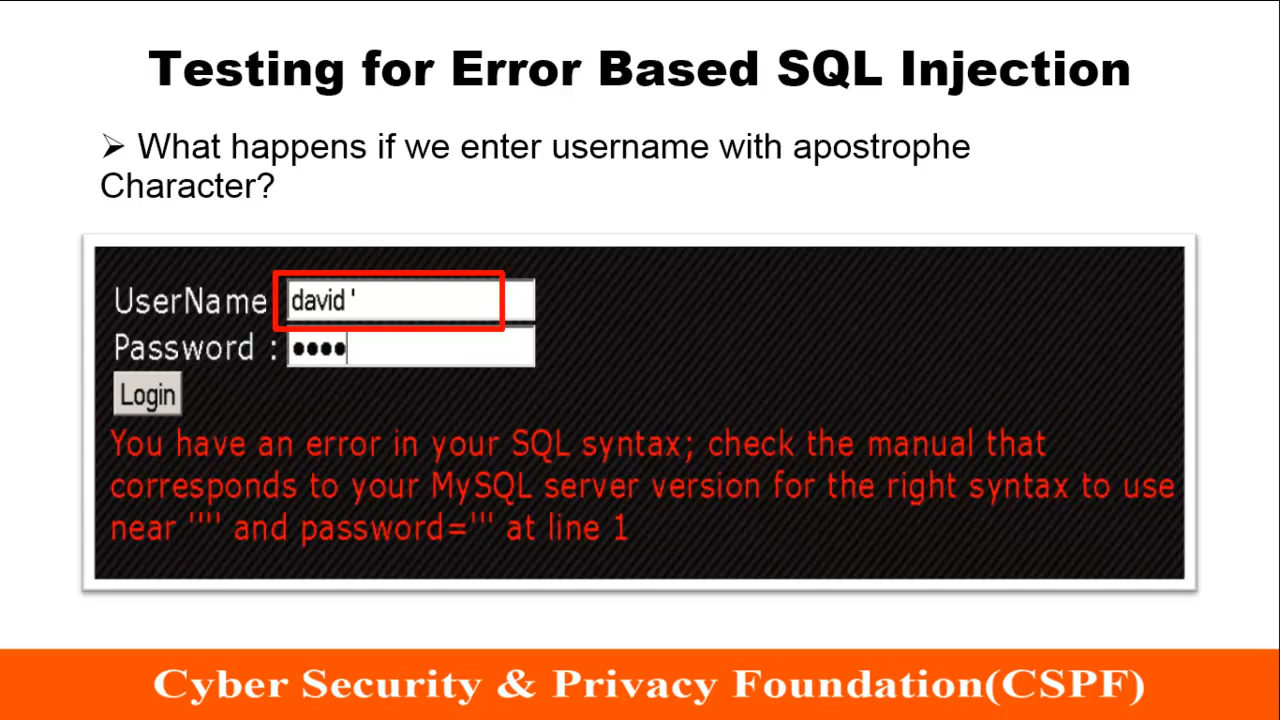 Testing for Error Based SQL Injection
➢ What happens if we enter username with apostrophe
Character?
UserName david '
Password : ••••
Login
You have an error in your SQL syntax; check the manual that
corresponds to your MySQL server version for the right syntax to use
near '''' and password=''' at line 1
Cyber Security & Privacy Foundation(CSPF)